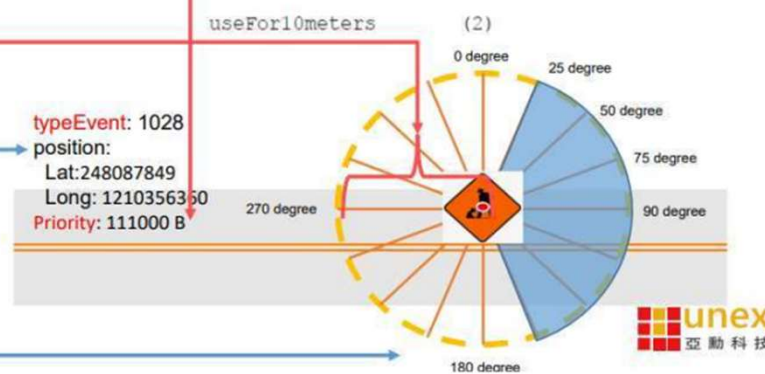 useFor10meters
(2)
0 degree
25 degree
50 degree
75 degree
90 degree
typeEvent: 1028
position:
Lat:248087849
Long: 1210356360
Priority: 111000 B
270 degree
180 degree
unex
亞勳科技